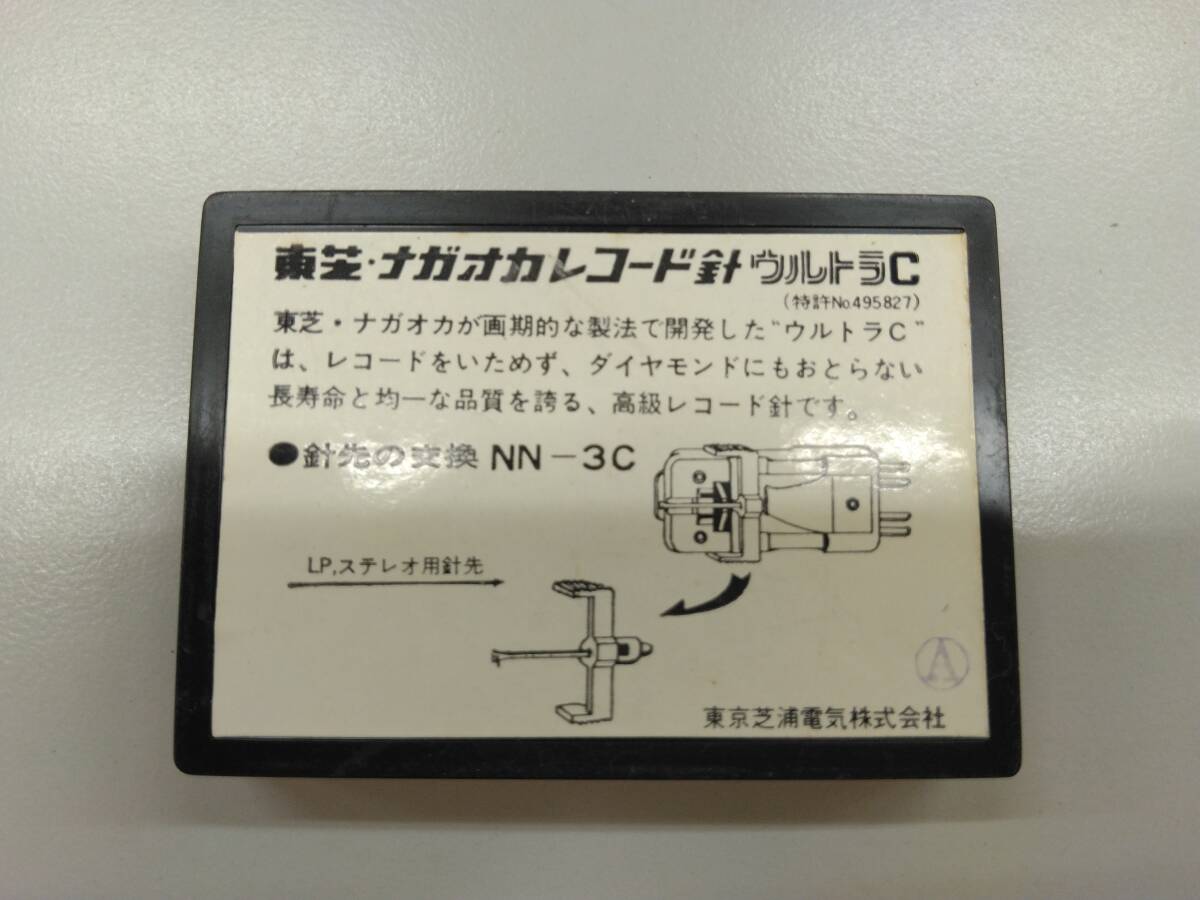 東芝・ナガオカレコード針 ウルトラC
（特許No.495827）
東芝・ナガオカが画期的な製法で開発した"ウルトラC"
は、レコードをいためず、ダイヤモンドにもおとらない
長寿命と均一な品質を誇る、高級レコード針です。
●針先の交換 NN-3C
LP,ステレオ用針先
A
東京芝浦電気株式会社